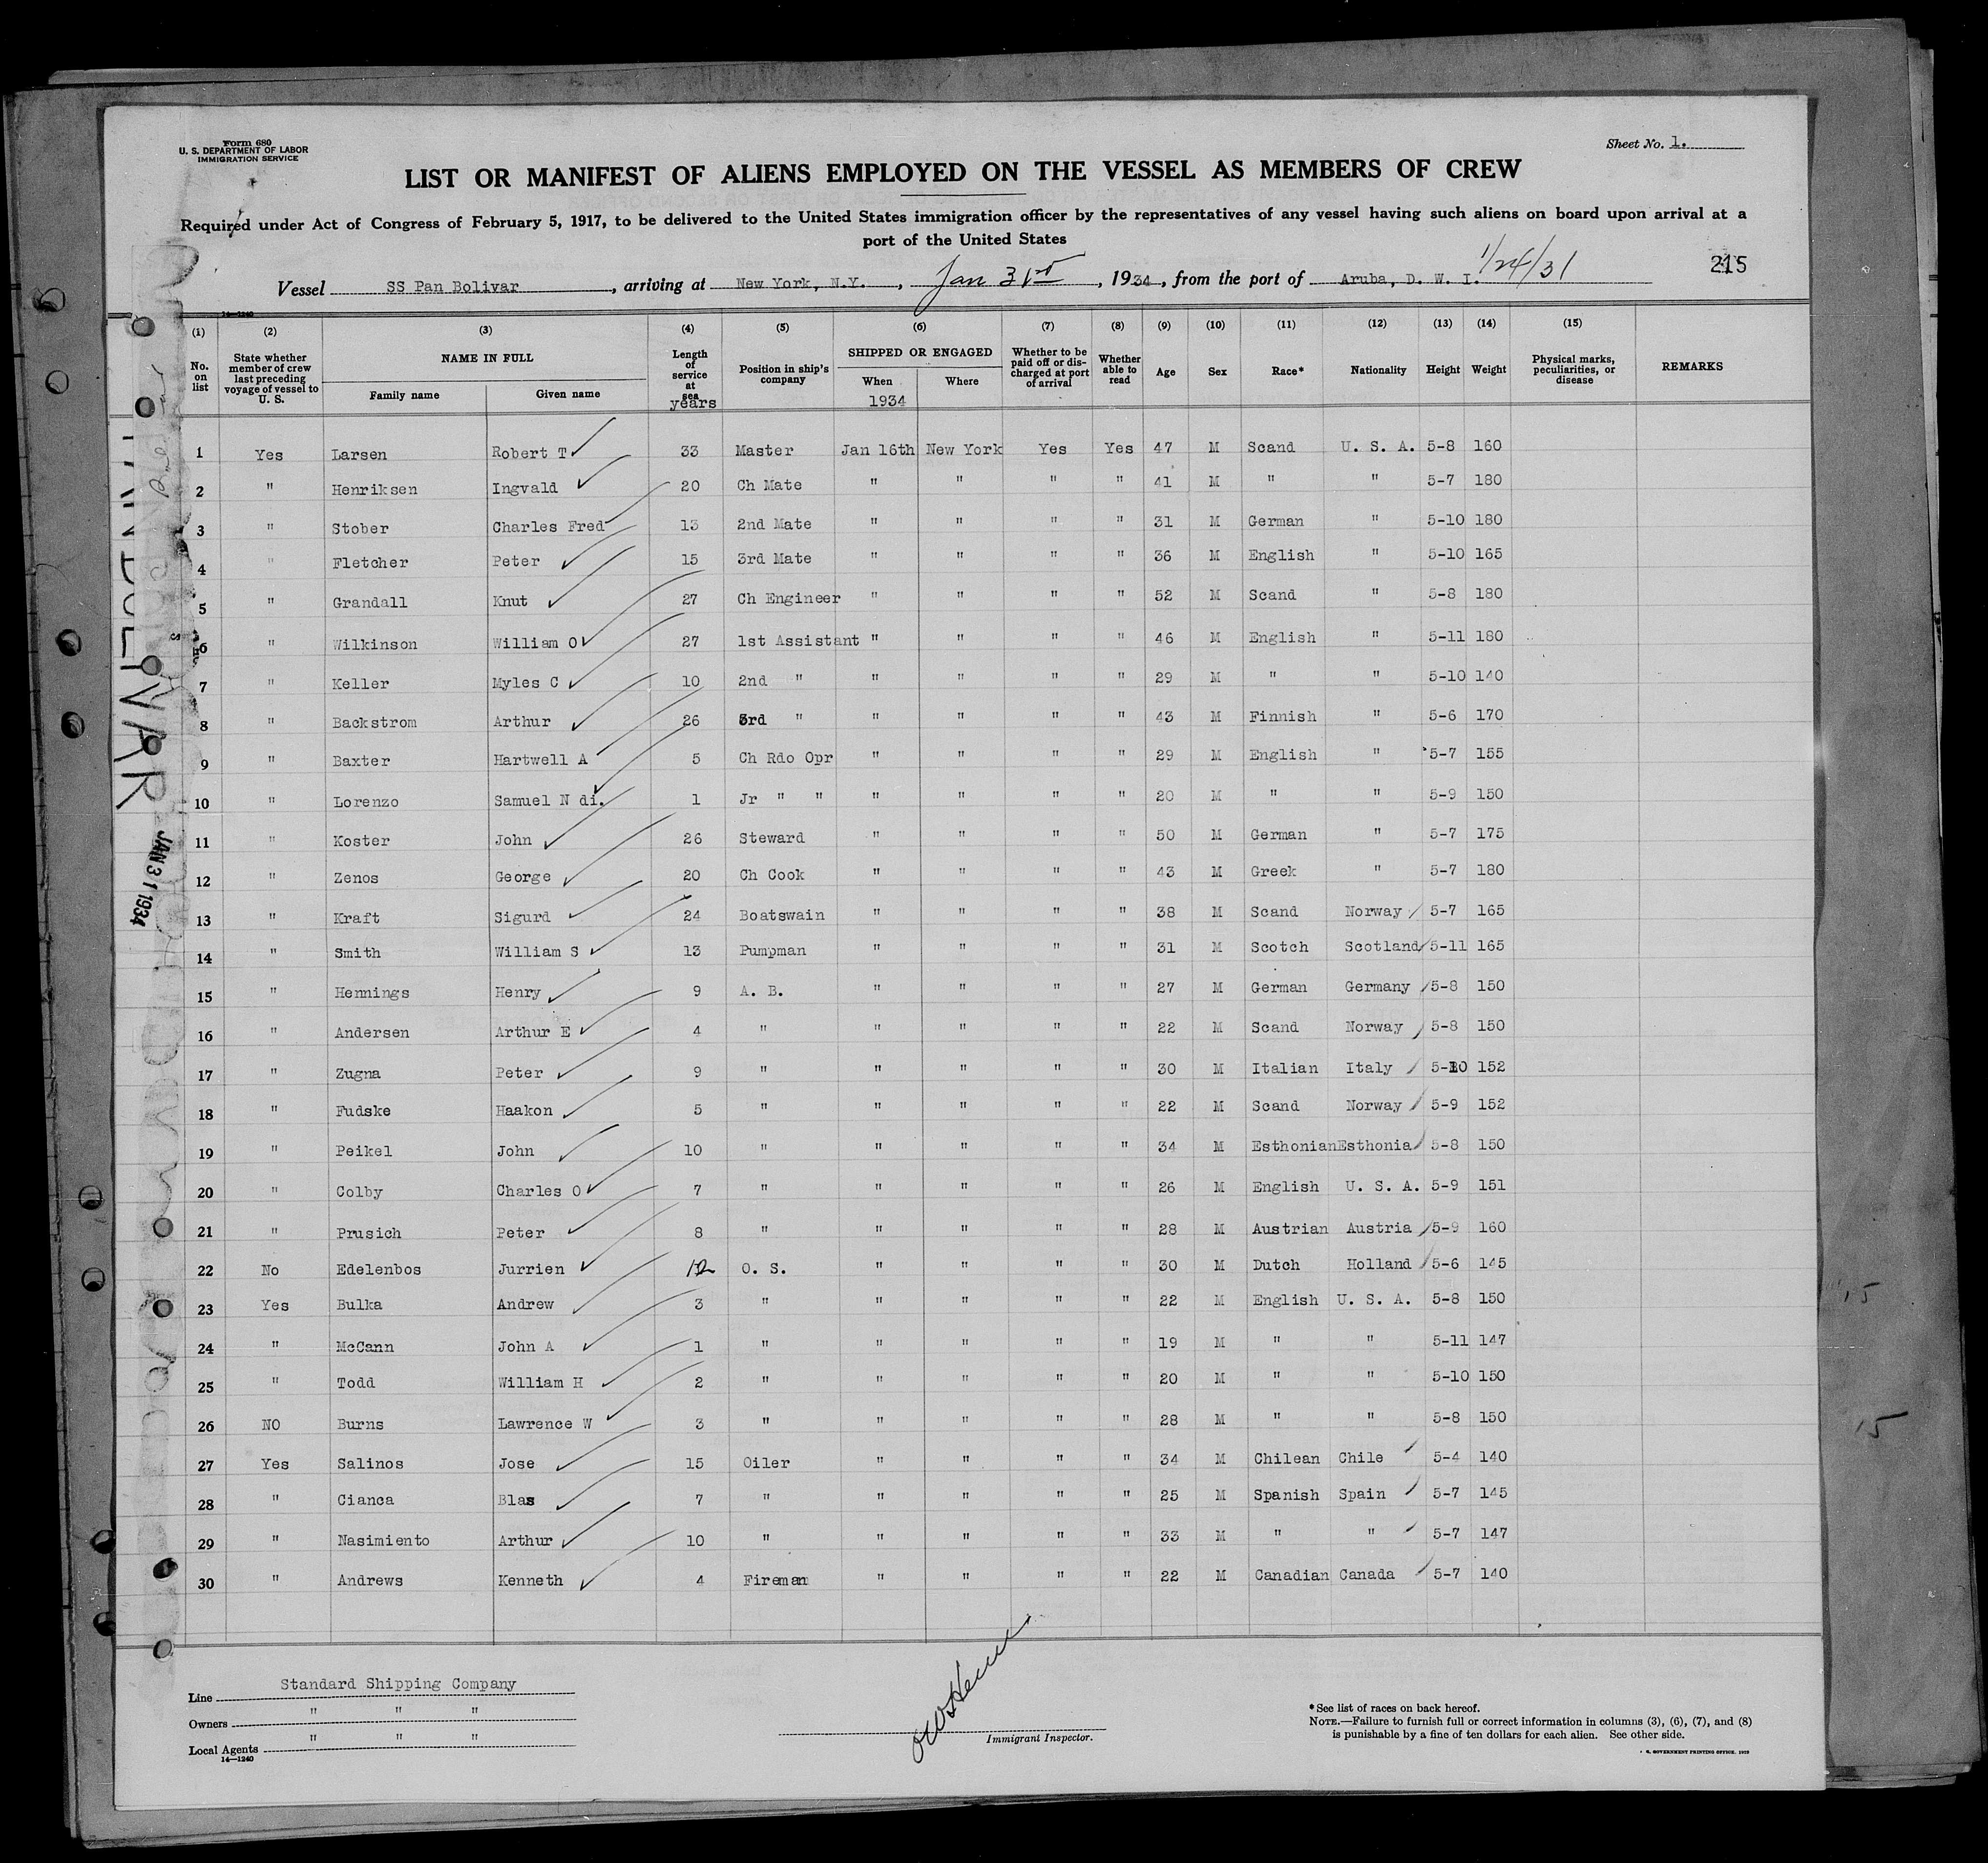 Form 680
U. S. DEPARTMENT OF LABOR
IMMIGRATION SERVICE
Sheet No. 1.
LIST OR MANIFEST OF ALIENS EMPLOYED ON THE VESSEL AS MEMBERS OF CREW
Required under Act of Congress of February 5, 1917, to be delivered to the United States immigration officer by the representatives of any vessel having such aliens on board upon arrival at a
port of the United States
1/24/31
215
Vessel SS Pan Bolivar, arriving at New York, N.Y., Jan 31st, 1934, from the port of Aruba, D. W. I.
14—1240
(1) (2) (3) (4) (5) (6) (7) (8) (9) (10) (11) (12) (13) (14) (15)
No. on list State whether member of crew last preceding voyage of vessel to U. S. NAME IN FULL Family name Given name Length of service at sea years Position in ship's company SHIPPED OR ENGAGED When 1934 Where Whether to be paid off or discharged at port of arrival Whether able to read Age Sex Race* Nationality Height Weight Physical marks, peculiarities, or disease REMARKS
1 Yes Larsen Robert T 33 Master Jan 16th New York Yes Yes 47 M Scand U. S. A. 5-8 160
2 " Henriksen Ingvald 20 Ch Mate " " " " 41 M " " 5-7 180
3 " Stober Charles Fred 13 2nd Mate " " " " 31 M German " 5-10 180
4 " Fletcher Peter 15 3rd Mate " " " " 36 M English " 5-10 165
5 " Grandall Knut 27 Ch Engineer " " " " 52 M Scand " 5-8 180
6 " Wilkinson William O 27 1st Assistant " " " " 46 M English " 5-11 180
7 " Keller Myles C 10 2nd " " " " " 29 M " " 5-10 140
8 " Backstrom Arthur 26 3rd " " " " " 43 M Finnish " 5-6 170
9 " Baxter Hartwell A 5 Ch Rdo Opr " " " " 29 M English " 5-7 155
10 " Lorenzo Samuel N di. 1 Jr " " " " " " 20 M " " 5-9 150
11 " Koster John 26 Steward " " " " 50 M German " 5-7 175
12 " Zenos George 20 Ch Cook " " " " 43 M Greek " 5-7 180
13 " Kraft Sigurd 24 Boatswain " " " " 38 M Scand Norway 5-7 165
14 " Smith William S 13 Pumpman " " " " 31 M Scotch Scotland 5-11 165
15 " Hennings Henry 9 A. B. " " " " 27 M German Germany 5-8 150
16 " Andersen Arthur E 4 " " " " " 22 M Scand Norway 5-8 150
17 " Zugna Peter 9 " " " " " 30 M Italian Italy 5-10 152
18 " Fudske Haakon 5 " " " " " 22 M Scand Norway 5-9 152
19 " Peikel John 10 " " " " " 34 M Esthonian Esthonia 5-8 150
20 " Colby Charles O 7 " " " " " 26 M English U. S. A. 5-9 151
21 " Prusich Peter 8 " " " " " 28 M Austrian Austria 5-9 160
22 No Edelenbos Jurrien 12 O. S. " " " " 30 M Dutch Holland 5-6 145
23 Yes Bulka Andrew 3 " " " " " 22 M English U. S. A. 5-8 150
24 " McCann John A 1 " " " " " 19 M " " 5-11 147
25 " Todd William H 2 " " " " " 20 M " " 5-10 150
26 NO Burns Lawrence W 3 " " " " " 28 M " " 5-8 150
27 Yes Salinos Jose 15 Oiler " " " " 34 M Chilean Chile 5-4 140
28 " Cianca Blas 7 " " " " " 25 M Spanish Spain 5-7 145
29 " Nasimiento Arthur 10 " " " " " 33 M " " 5-7 147
30 " Andrews Kenneth 4 Fireman " " " " 22 M Canadian Canada 5-7 140
JAN 31 1934
15
15
Line Standard Shipping Company
Owners " " "
Local Agents " " "
14—1240
Immigrant Inspector.
* See list of races on back hereof.
NOTE.—Failure to furnish full or correct information in columns (3), (6), (7), and (8)
is punishable by a fine of ten dollars for each alien. See other side.